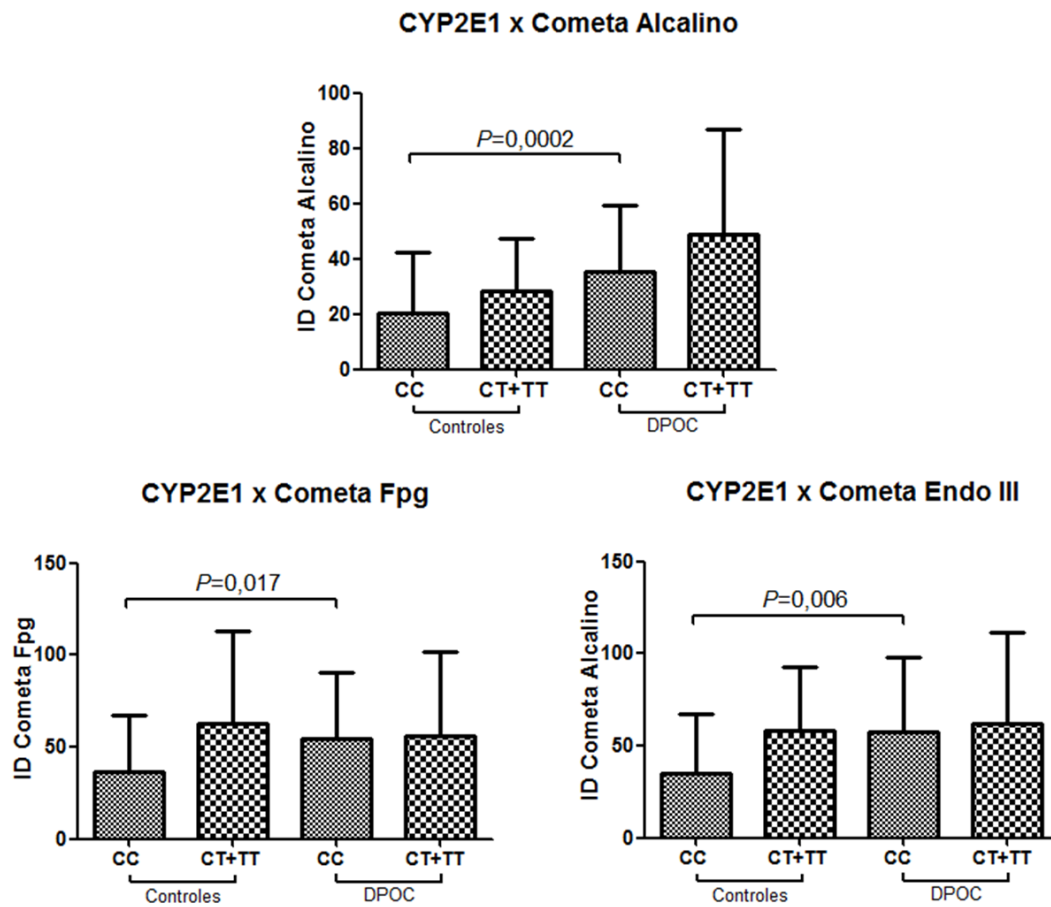 CYP2E1 x Cometa Alcalino
ID Cometa Alcalino
100
80
60
40
20
0
P=0,0002
CC CT+TT CC CT+TT
Controles DPOC
CYP2E1 x Cometa Fpg
ID Cometa Fpg
150
100
50
0
P=0,017
CC CT+TT CC CT+TT
Controles DPOC
CYP2E1 x Cometa Endo III
ID Cometa Alcalino
150
100
50
0
P=0,006
CC CT+TT CC CT+TT
Controles DPOC